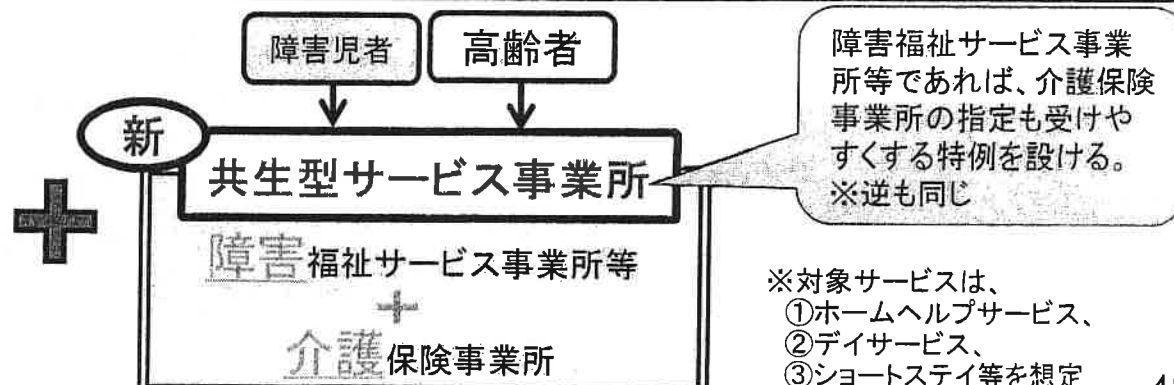 障害児者
高齢者
新
共生型サービス事業所
障害福祉サービス事業所等
+
介護保険事業所
+
障害福祉サービス事業
所等であれば、介護保険
事業所の指定も受けや
すくする特例を設ける。
※逆も同じ
※対象サービスは、
①ホームヘルプサービス、
②デイサービス、
③ショートステイ等を想定